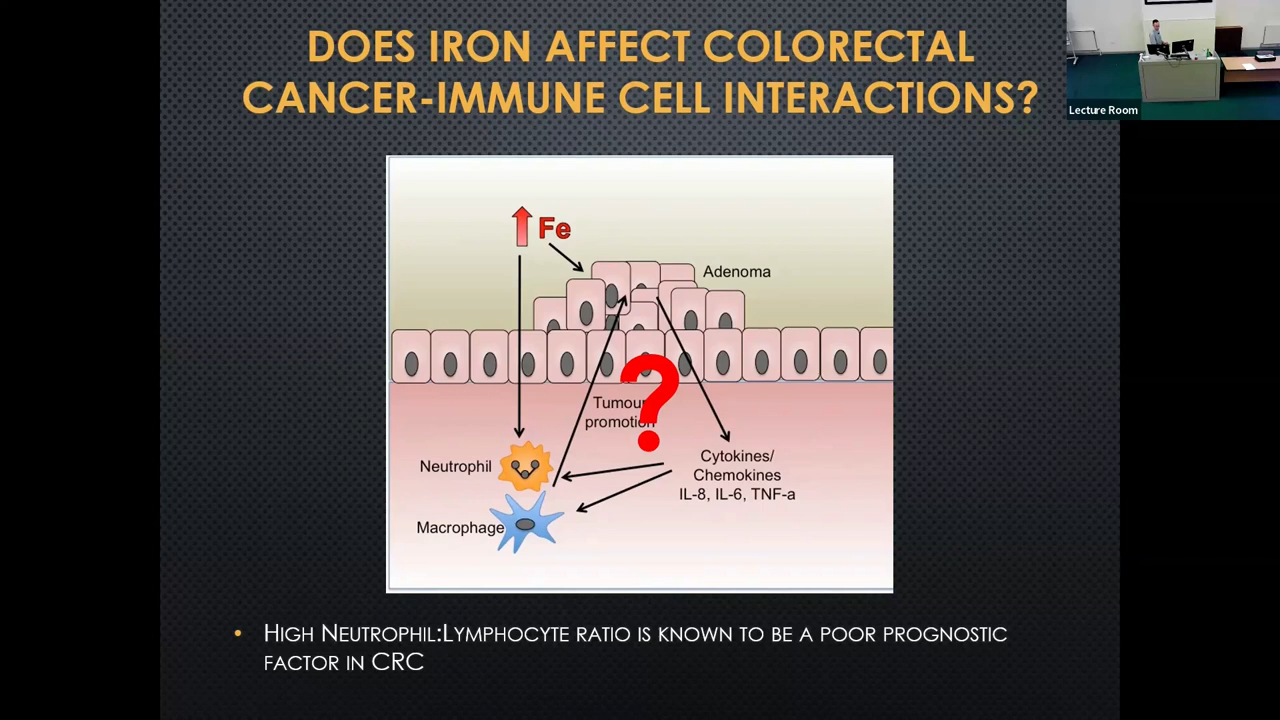 DOES IRON AFFECT COLORECTAL
CANCER-IMMUNE CELL INTERACTIONS?
Lecture Room
Fe
Adenoma
?
Tumour
promotion
Neutrophil
Cytokines/
Chemokines
IL-8, IL-6, TNF-a
Macrophage
• HIGH NEUTROPHIL:LYMPHOCYTE RATIO IS KNOWN TO BE A POOR PROGNOSTIC
FACTOR IN CRC